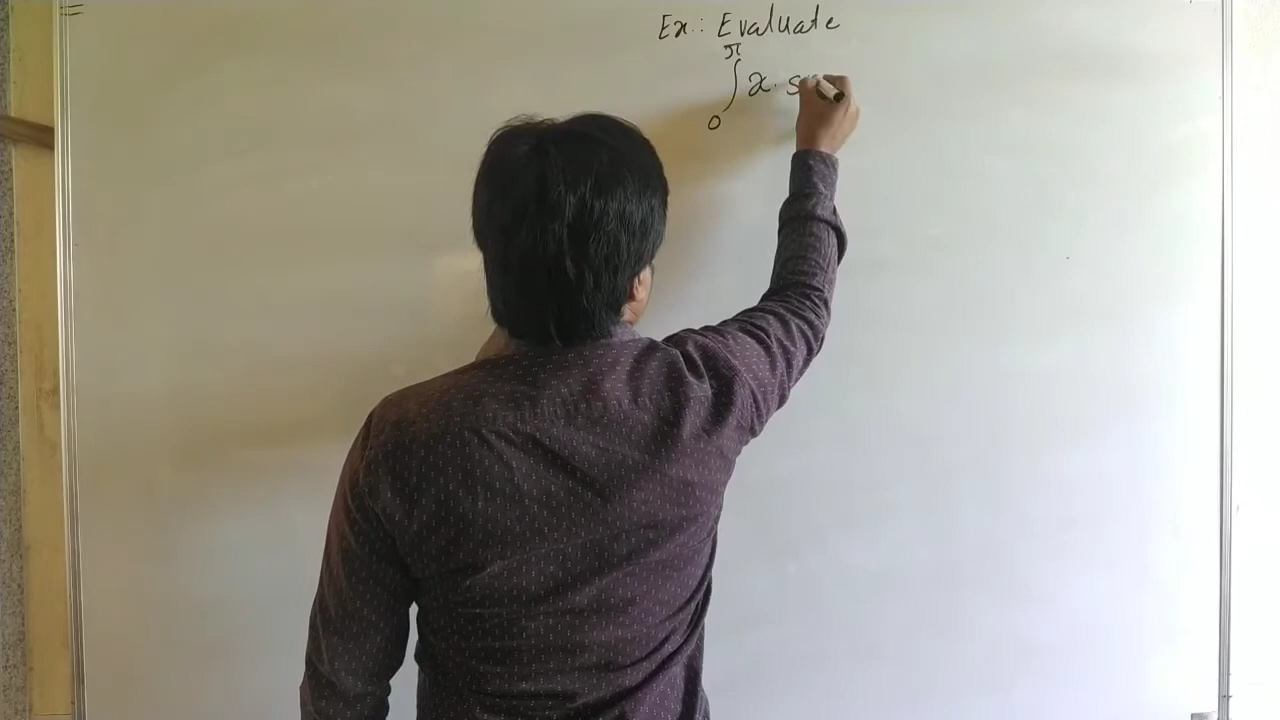 Ex.: Evaluate
π
∫ x.
0